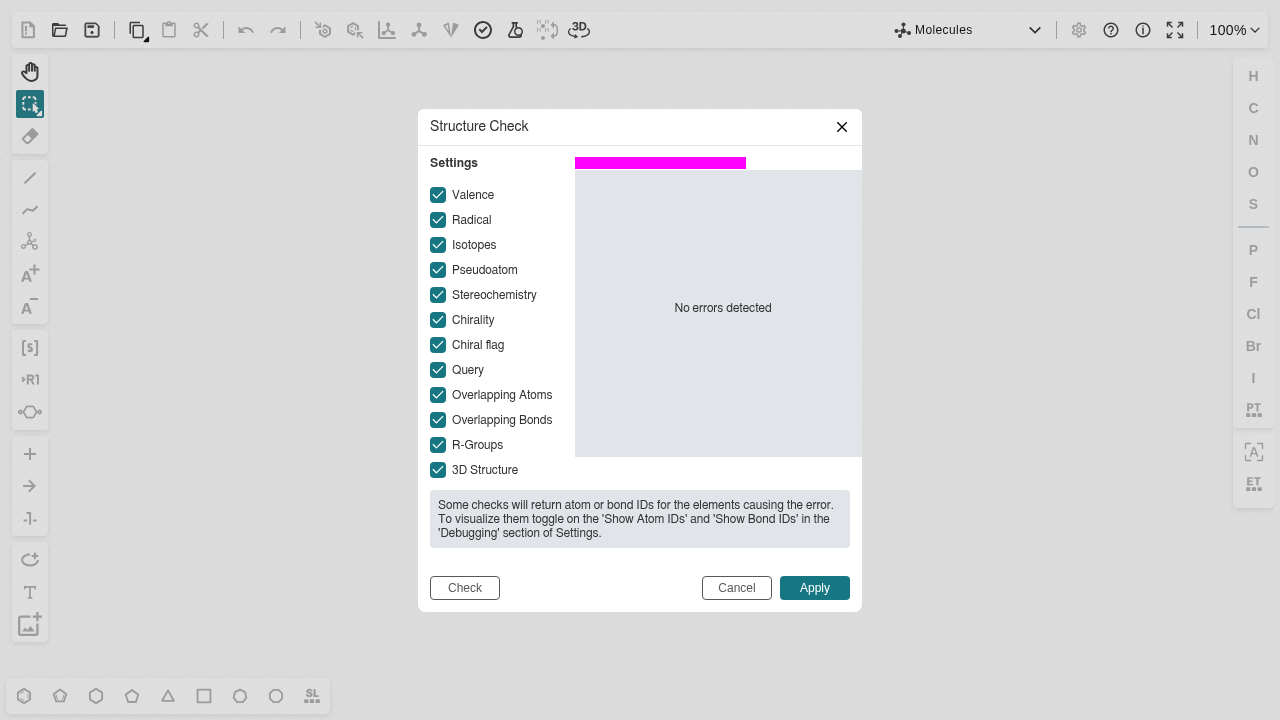 3D
Molecules
100%
H
C
N
O
S
P
F
Cl
Br
I
PT
[A]
ET
A+
A-
[s]
R1
T
SL
Structure Check
Settings
Valence
Radical
Isotopes
Pseudoatom
Stereochemistry
Chirality
Chiral flag
Query
Overlapping Atoms
Overlapping Bonds
R-Groups
3D Structure
No errors detected
Some checks will return atom or bond IDs for the elements causing the error.
To visualize them toggle on the 'Show Atom IDs' and 'Show Bond IDs' in the
'Debugging' section of Settings.
Check
Cancel
Apply